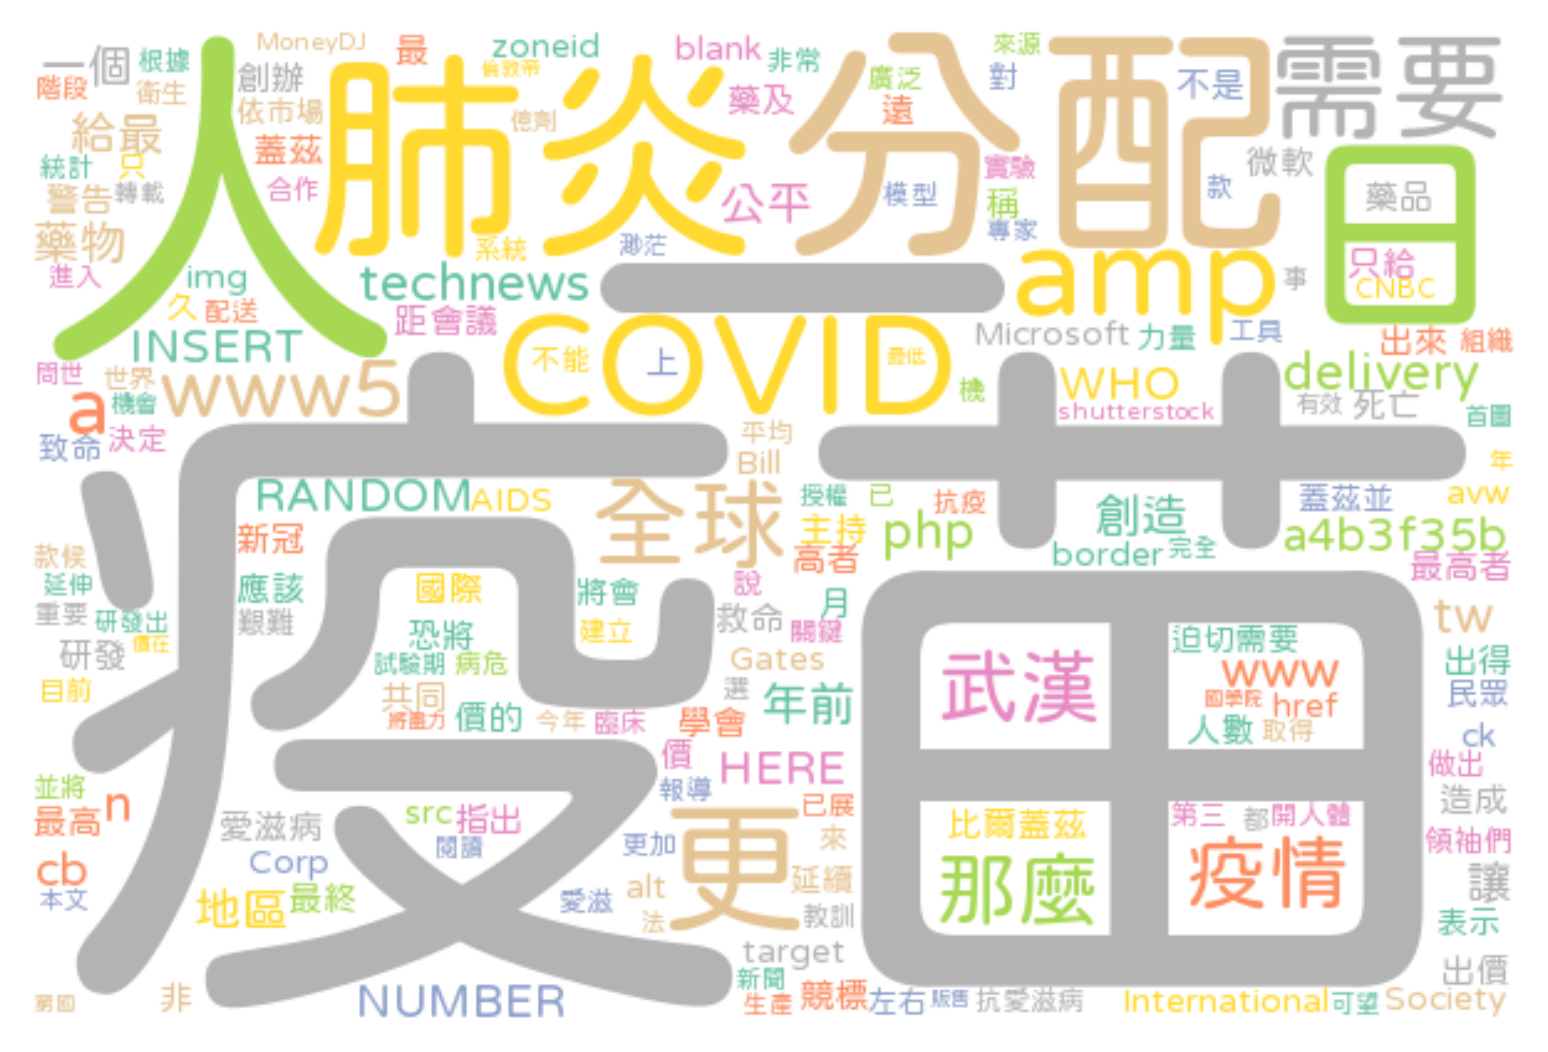 MoneyDJ
最
zoneid
blank
非常
來源
一個
根據
倫敦帝
需要
階段
衛生
創辦
廣泛
對
不是
人
肺炎
分配
依市場
億劑
藥及
遠
給最
蓋茲
實驗
微軟
日
統計
只
合作
公平
模型
款
藥品
警告
轉載
稱
藥物
系統
渺茫
專家
進入
img
technews
一
amp
事
只給
CNBC
久
配送
距會議
INSERT
COVID
不能
上
最低
Microsoft
力量
工具
出來
組織
問世
世界
www5
機
WHO
delivery
a
機會
shutterstock
有效
死亡
首圖
致命
決定
平均
Bill
年
疫苗
RANDOM
AIDS
全球
授權
已
抗疫
創造
蓋茲並
avw
新冠
主持
php
a4b3f35b
款候
高者
border
完全
最高者
延伸
應該
國際
將會
說
月
重要
研發出
艱難
恐將
建立
救命
關鍵
迫切需要
tw
價在
研發
試驗期
病危
Gates
武漢
www
出得
目前
共同
選
年前
國學院
href
民眾
將盡力
價的
今年
臨床
學會
人數
取得
ck
價
HERE
做出
並將
報導
造成
最高
n
愛滋病
src
指出
更
已展
比爾蓋茲
第三
都
開人體
領袖們
閱讀
更加
來
cb
Corp
那麼
疫情
讓
本文
地區
最終
愛滋
alt
延續
法
教訓
表示
target
新聞
出價
窮國
非
NUMBER
生產
競標
左右
販售
抗愛滋病
International
可望
Society